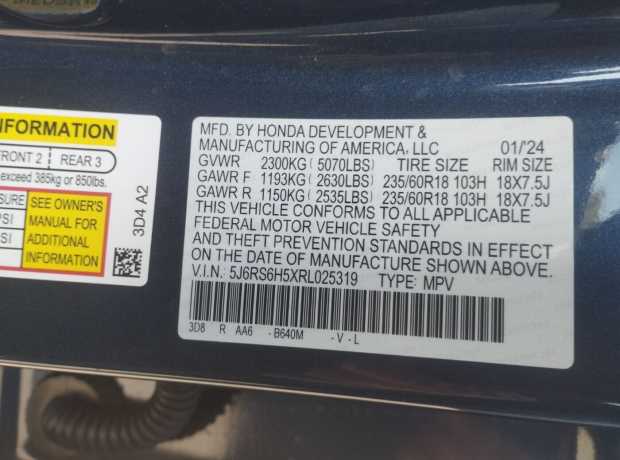 NFORMATION
FRONT 2 REAR 3
exceed 385kg or 850lbs.
SURE
PSI
SI
SEE OWNER'S
MANUAL FOR
ADDITIONAL
INFORMATION
3D4 A2
MFD. BY HONDA DEVELOPMENT &
MANUFACTURING OF AMERICA, LLC 01/'24
GVWR 2300KG(5070LBS) TIRE SIZE RIM SIZE
GAWR F 1193KG(2630LBS) 235/60R18 103H 18X7.5J
GAWR R 1150KG(2535LBS) 235/60R18 103H 18X7.5J
THIS VEHICLE CONFORMS TO ALL APPLICABLE
FEDERAL MOTOR VEHICLE SAFETY
AND THEFT PREVENTION STANDARDS IN EFFECT
ON THE DATE OF MANUFACTURE SHOWN ABOVE.
V.I.N.: 5J6RS6H5XRL025319 TYPE: MPV
3D8 R AA6 -B640M -V-L